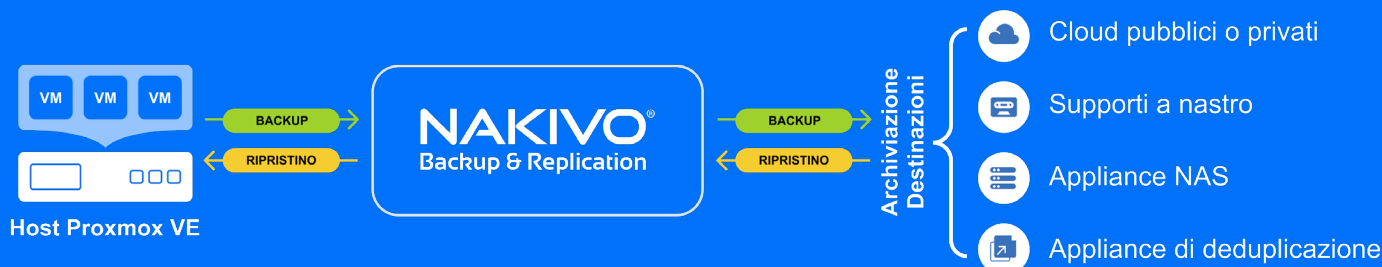 VM VM VM
Host Proxmox VE
BACKUP
RIPRISTINO
NAKIVO®
Backup & Replication
BACKUP
RIPRISTINO
Archiviazione
Destinazioni
Cloud pubblici o privati
Supporti a nastro
Appliance NAS
Appliance di deduplicazione